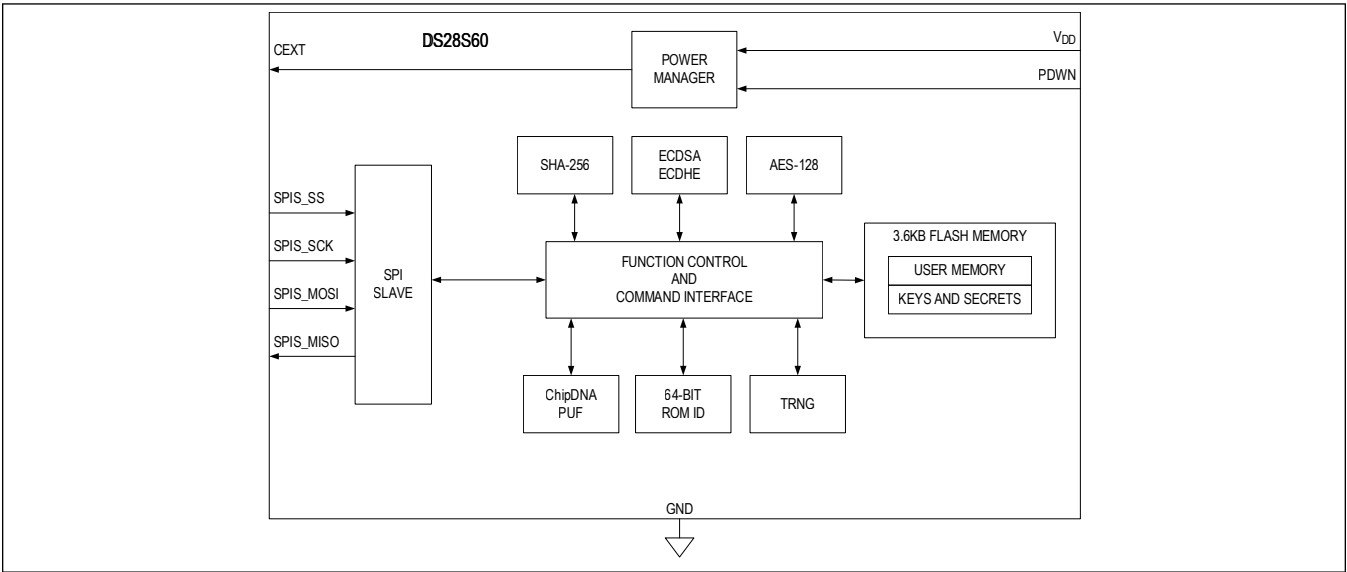 DS28S60
CEXT
POWER
MANAGER
VDD
PDWN
SHA-256
ECDSA
ECDHE
AES-128
SPIS_SS
SPIS_SCK
SPIS_MOSI
SPIS_MISO
SPI
SLAVE
FUNCTION CONTROL
AND
COMMAND INTERFACE
3.6KB FLASH MEMORY
USER MEMORY
KEYS AND SECRETS
ChipDNA
PUF
64-BIT
ROM ID
TRNG
GND